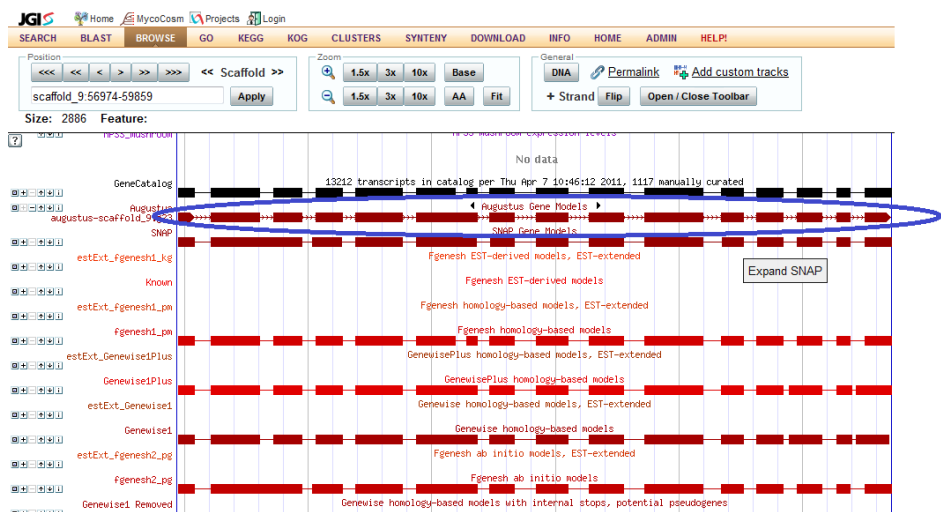 JGI Home MycoCosm Projects Login
SEARCH BLAST BROWSE GO KEGG KOG CLUSTERS SYNTENY DOWNLOAD INFO HOME ADMIN HELP!
Position Zoom General
<<< << < > >> >>> << Scaffold >> 1.5x 3x 10x Base DNA Permalink Add custom tracks
scaffold_9:56974-59859 Apply 1.5x 3x 10x AA Fit + Strand Flip Open / Close Toolbar
Size: 2886 Feature:
?
No data
GeneCatalog 13212 transcripts in catalog per Thu Apr 7 10:46:12 2011, 1117 manually curated
Augustus Augustus Gene Models
SNAP SNAP Gene Models
estExt_fgenesh1_kg Fgenesh EST-derived models, EST-extended
Expand SNAP
Known Fgenesh EST-derived models
estExt_fgenesh1_pm Fgenesh homology-based models, EST-extended
fgenesh1_pm Fgenesh homology-based models
estExt_Genewise1Plus GenewisePlus homology-based models, EST-extended
Genewise1Plus GenewisePlus homology-based models
estExt_Genewise1 Genewise homology-based models, EST-extended
Genewise1 Genewise homology-based models
estExt_fgenesh2_pg Fgenesh ab initio models, EST-extended
fgenesh2_pg Fgenesh ab initio models
Genewise1 Removed Genewise homology-based models with internal stops, potential pseudogenes